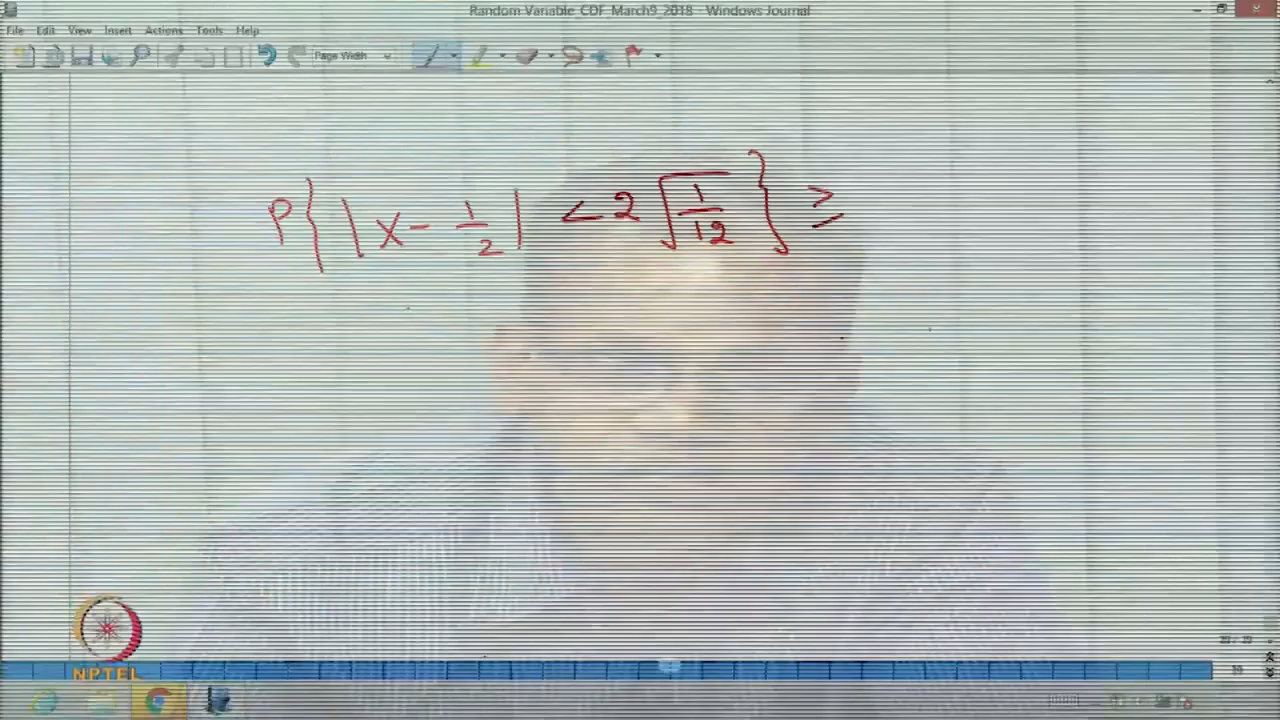 Random Variable_CDF_March9_2018 - Windows Journal
File Edit View Insert Actions Tools Help
Page Width
P{ |X - 1/2| < 2 √(1/12) } ≥
NPTEL